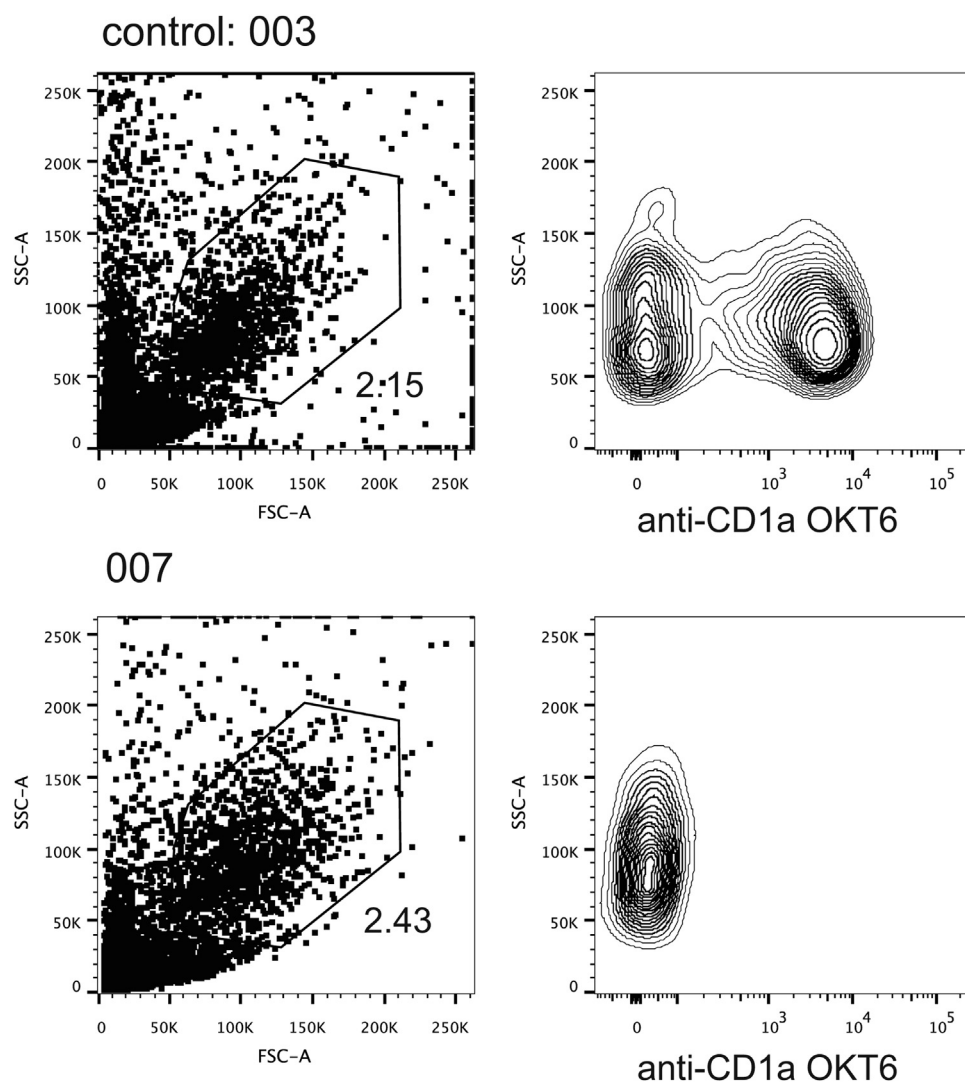 control: 003
250K
200K
150K
100K
50K
0
SSC-A
0 50K 100K 150K 200K 250K
FSC-A
2.15
250K
200K
150K
100K
50K
0
SSC-A
0 10³ 10⁴ 10⁵
anti-CD1a OKT6
007
250K
200K
150K
100K
50K
0
SSC-A
0 50K 100K 150K 200K 250K
FSC-A
2.43
250K
200K
150K
100K
50K
0
SSC-A
0 10³ 10⁴ 10⁵
anti-CD1a OKT6